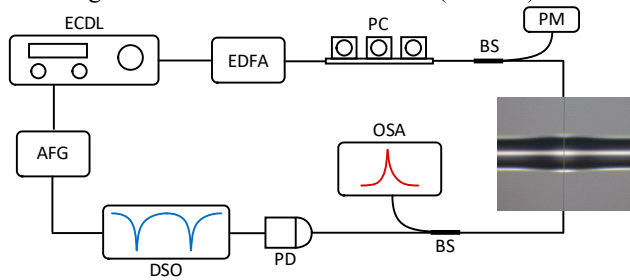 ECDL
PC
PM
BS
EDFA
OSA
AFG
BS
PD
DSO